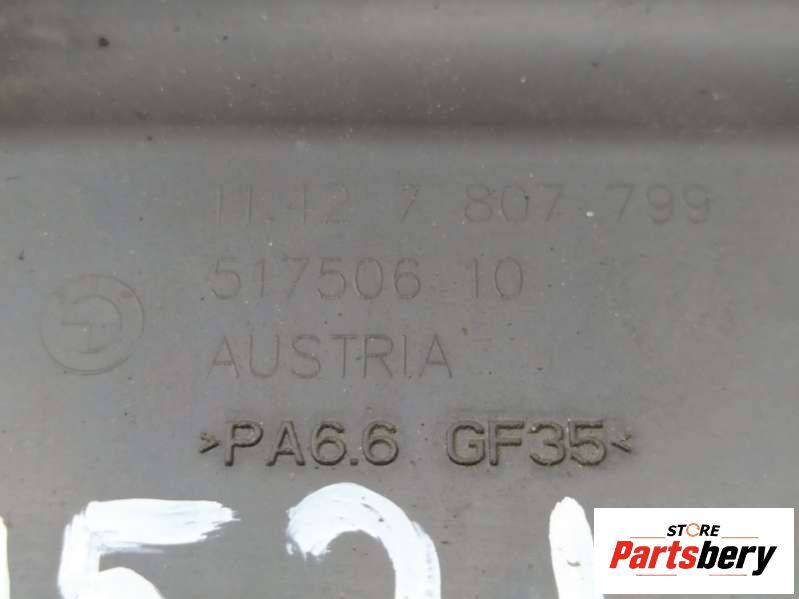 11.42 7 807 799
517506 10
AUSTRIA
>PA6.6 GF35<
STORE
Partsbery